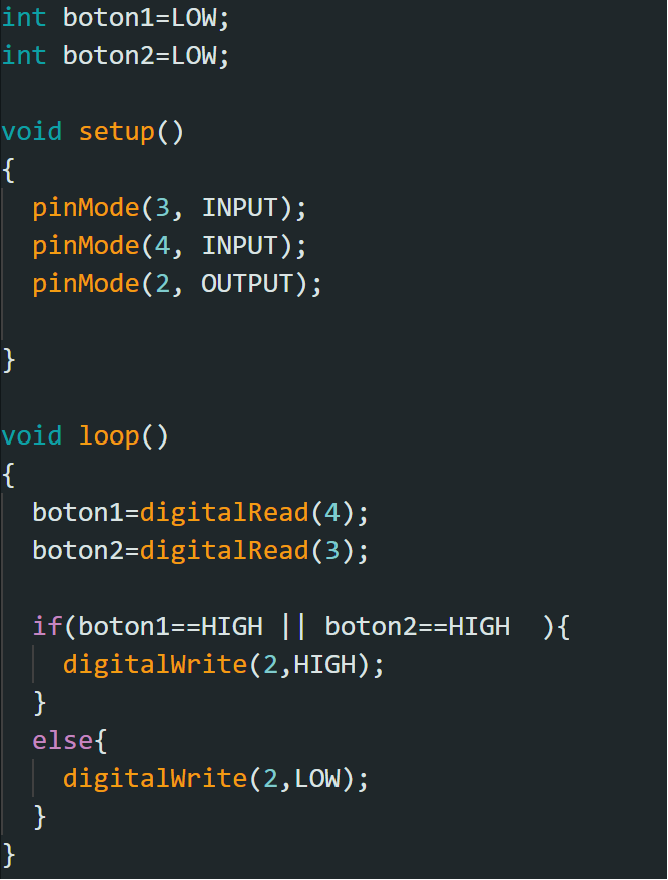 int boton1=LOW;
int boton2=LOW;

void setup()
{
  pinMode(3, INPUT);
  pinMode(4, INPUT);
  pinMode(2, OUTPUT);

}

void loop()
{
  boton1=digitalRead(4);
  boton2=digitalRead(3);

  if(boton1==HIGH || boton2==HIGH  ){
    digitalWrite(2,HIGH);
  }
  else{
    digitalWrite(2,LOW);
  }
}